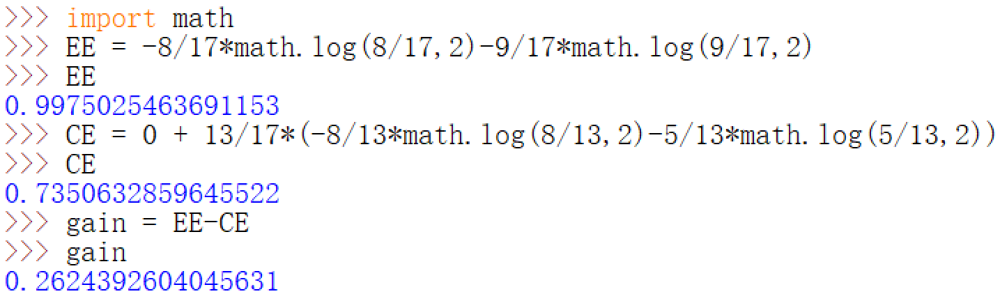 >>> import math
>>> EE = -8/17*math.log(8/17,2)-9/17*math.log(9/17,2)
>>> EE
0.9975025463691153
>>> CE = 0 + 13/17*(-8/13*math.log(8/13,2)-5/13*math.log(5/13,2))
>>> CE
0.7350632859645522
>>> gain = EE-CE
>>> gain
0.2624392604045631